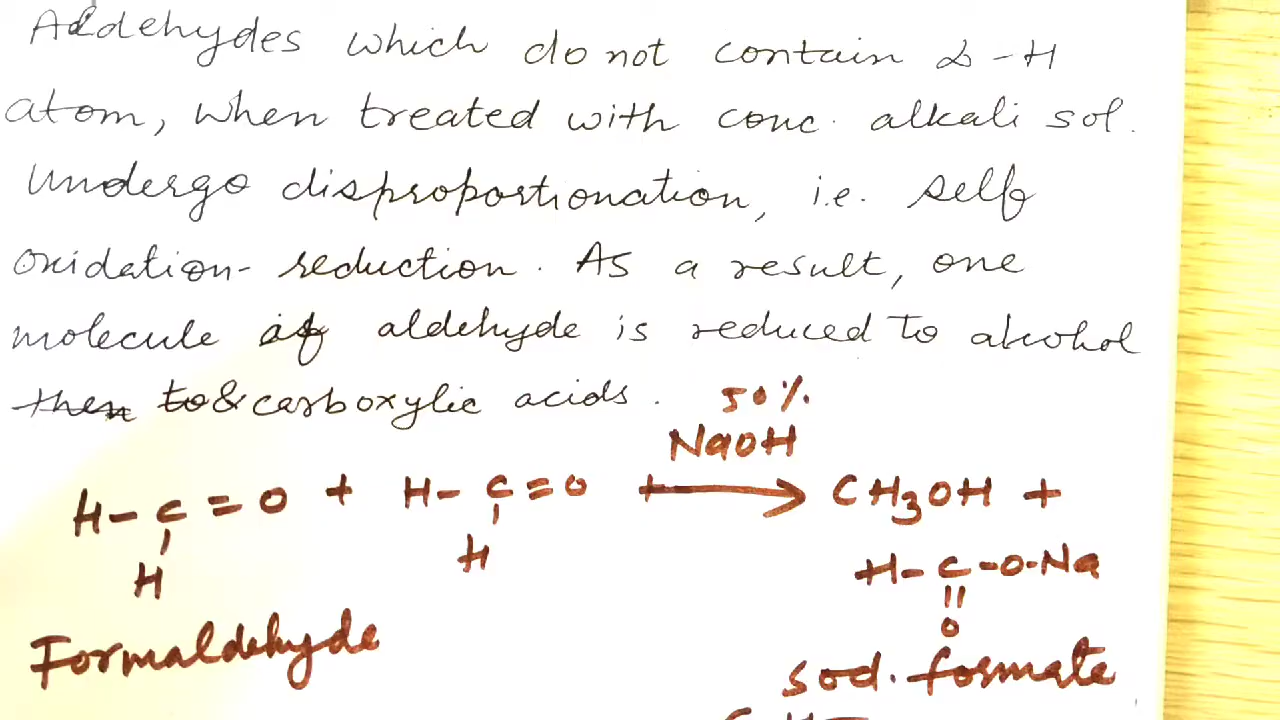 Aldehydes which do not contain α-H
atom, when treated with conc. alkali sol.
Undergo disproportionation, i.e. self
oxidation-reduction. As a result, one
molecule of aldehyde is reduced to alcohol
then to & carboxylic acids.
50%
NaOH
H-C=O + H-C=O + → CH3OH +
H H
H-C-O-Na
||
O
Formaldehyde
sod. formate